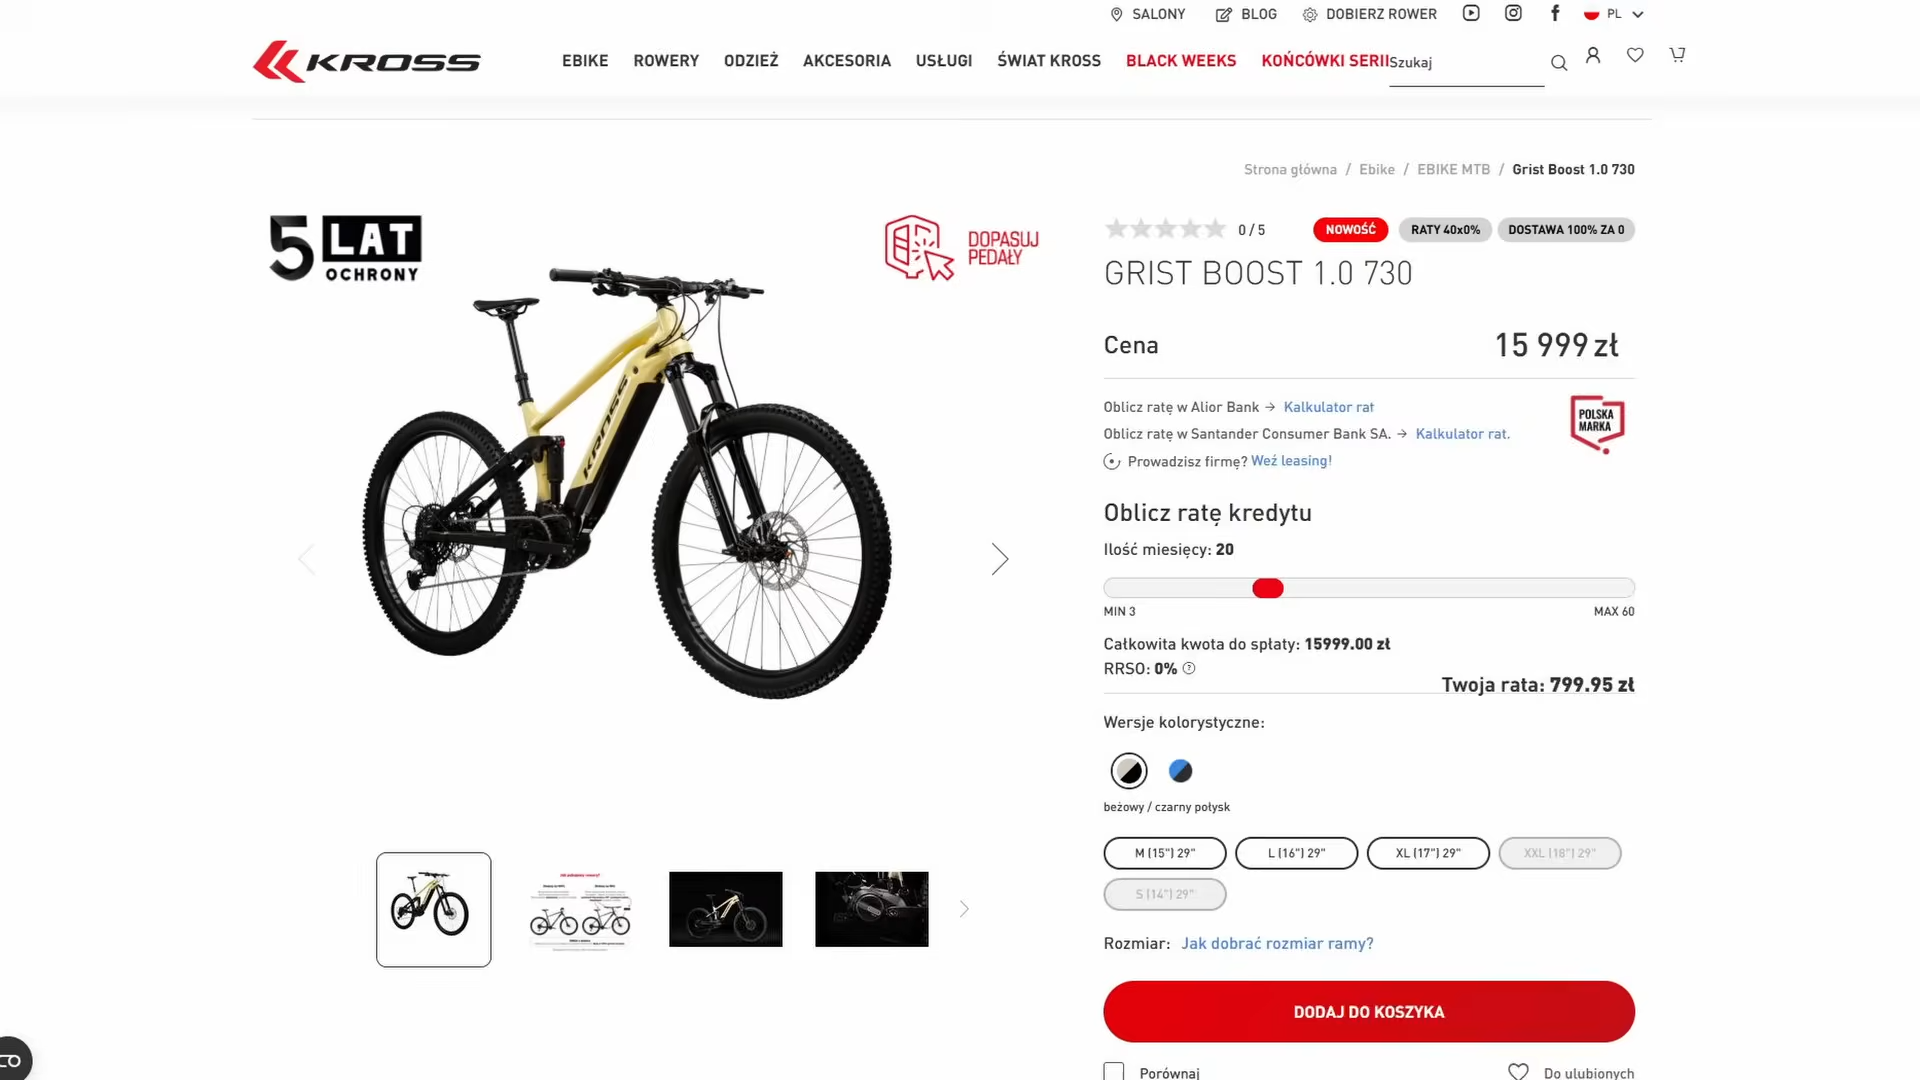 SALONY
BLOG
DOBIERZ ROWER
PL
KROSS
EBIKE
ROWERY
ODZIEŻ
AKCESORIA
USŁUGI
ŚWIAT KROSS
BLACK WEEKS
KOŃCÓWKI SERII
Szukaj
Strona główna / Ebike / EBIKE MTB / Grist Boost 1.0 730
5 LAT
OCHRONY
DOPASUJ
PEDAŁY
0 / 5
NOWOŚĆ
RATY 40x0%
DOSTAWA 100% ZA 0
GRIST BOOST 1.0 730
Cena
15 999 zł
Oblicz ratę w Alior Bank → Kalkulator rat
Oblicz ratę w Santander Consumer Bank SA. → Kalkulator rat.
Prowadzisz firmę? Weź leasing!
POLSKA
MARKA
KROSS
Oblicz ratę kredytu
Ilość miesięcy: 20
MIN 3
MAX 60
Całkowita kwota do spłaty: 15999.00 zł
RRSO: 0%
Twoja rata: 799.95 zł
Wersje kolorystyczne:
beżowy / czarny połysk
M (15") 29"
L (16") 29"
XL (17") 29"
XXL (18") 29"
S (14") 29"
Rozmiar: Jak dobrać rozmiar ramy?
DODAJ DO KOSZYKA
Porównaj
Do ulubionych